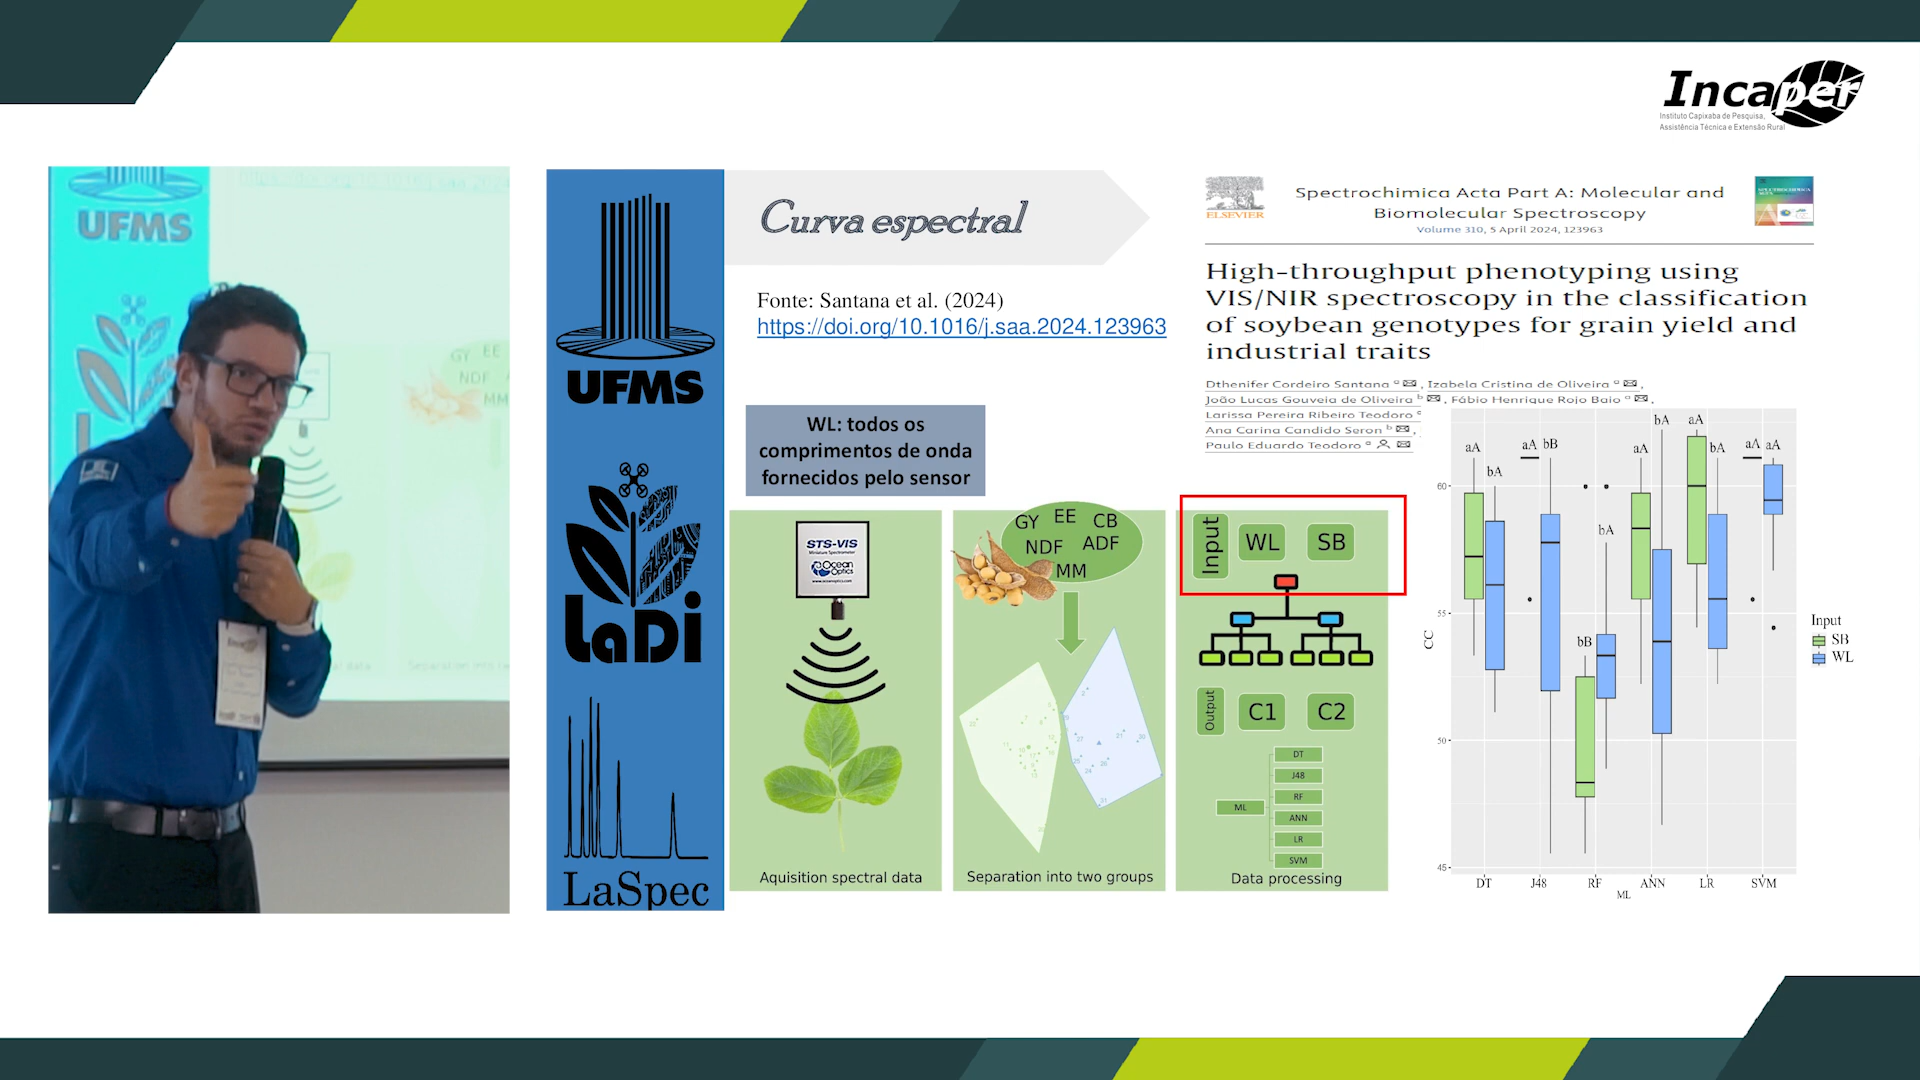 Incaper
Instituto Capixaba de Pesquisa,
Assistência Técnica e Extensão Rural
UFMS
GY EE
NDF
MM
UFMS
LaDi
LaSpec
Curva espectral
Fonte: Santana et al. (2024)
https://doi.org/10.1016/j.saa.2024.123963
WL: todos os
comprimentos de onda
fornecidos pelo sensor
ELSEVIER
Spectrochimica Acta Part A: Molecular and
Biomolecular Spectroscopy
Volume 310, 5 April 2024, 123963
High-throughput phenotyping using
VIS/NIR spectroscopy in the classification
of soybean genotypes for grain yield and
industrial traits
Dthenifer Cordeiro Santana a, Izabela Cristina de Oliveira a,
João Lucas Gouveia de Oliveira b, Fábio Henrique Rojo Baio a,
Larissa Pereira Ribeiro Teodoro a
Ana Carina Candido Seron b,
Paulo Eduardo Teodoro a
STS-VIS
Miniature Spectrometer
Ocean
Optics
Aquisition spectral data
GY EE CB
NDF ADF
MM
Separation into two groups
Input WL SB
Output C1 C2
ML
DT
J48
RF
ANN
LR
SVM
Data processing
aA bA aA bB bB bA aA bA aA bA aA aA
CC
60
55
50
45
DT J48 RF ANN LR SVM
ML
Input
SB
WL